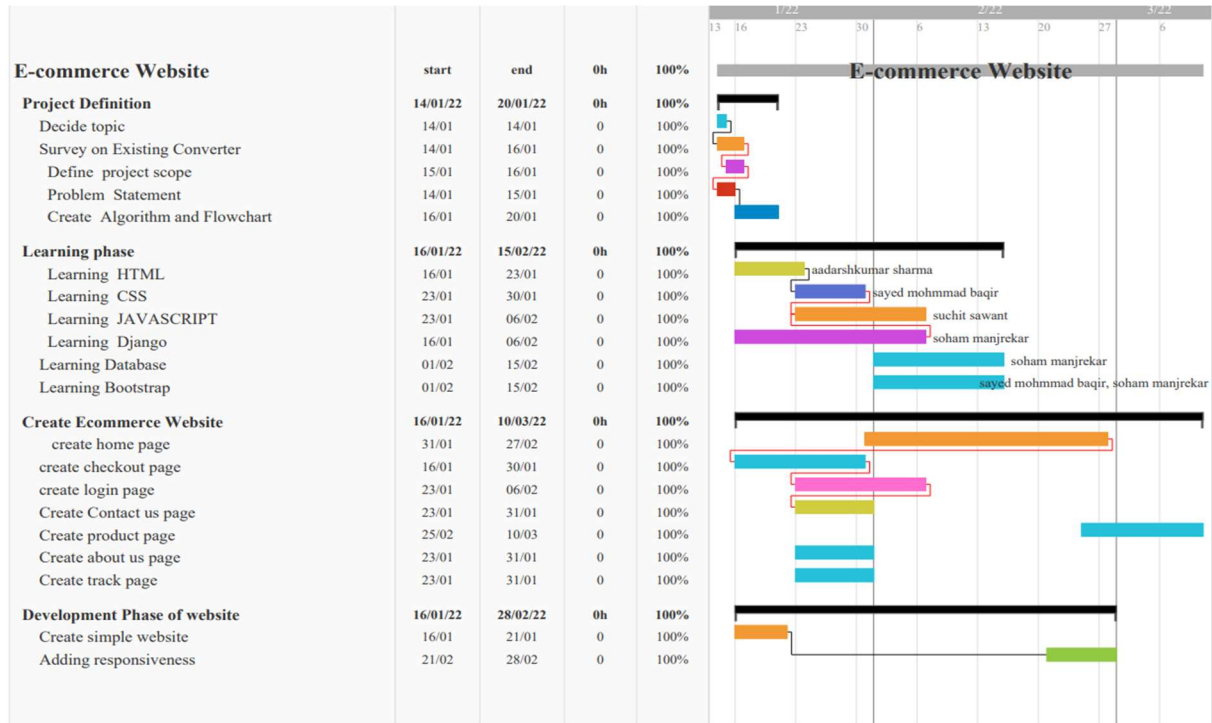 1/22 2/22 3/22
13 16 23 30 6 13 20 27 6
E-commerce Website start end 0h 100% E-commerce Website
Project Definition 14/01/22 20/01/22 0h 100%
Decide topic 14/01 14/01 0 100%
Survey on Existing Converter 14/01 16/01 0 100%
Define project scope 15/01 16/01 0 100%
Problem Statement 14/01 15/01 0 100%
Create Algorithm and Flowchart 16/01 20/01 0 100%
Learning phase 16/01/22 15/02/22 0h 100%
Learning HTML 16/01 23/01 0 100% aadarshkumar sharma
Learning CSS 23/01 30/01 0 100% sayed mohmmad baqir
Learning JAVASCRIPT 23/01 06/02 0 100% suchit sawant
Learning Django 16/01 06/02 0 100% soham manjrekar
Learning Database 01/02 15/02 0 100% soham manjrekar
Learning Bootstrap 01/02 15/02 0 100% sayed mohmmad baqir, soham manjrekar
Create Ecommerce Website 16/01/22 10/03/22 0h 100%
create home page 31/01 27/02 0 100%
create checkout page 16/01 30/01 0 100%
create login page 23/01 06/02 0 100%
Create Contact us page 23/01 31/01 0 100%
Create product page 25/02 10/03 0 100%
Create about us page 23/01 31/01 0 100%
Create track page 23/01 31/01 0 100%
Development Phase of website 16/01/22 28/02/22 0h 100%
Create simple website 16/01 21/01 0 100%
Adding responsiveness 21/02 28/02 0 100%